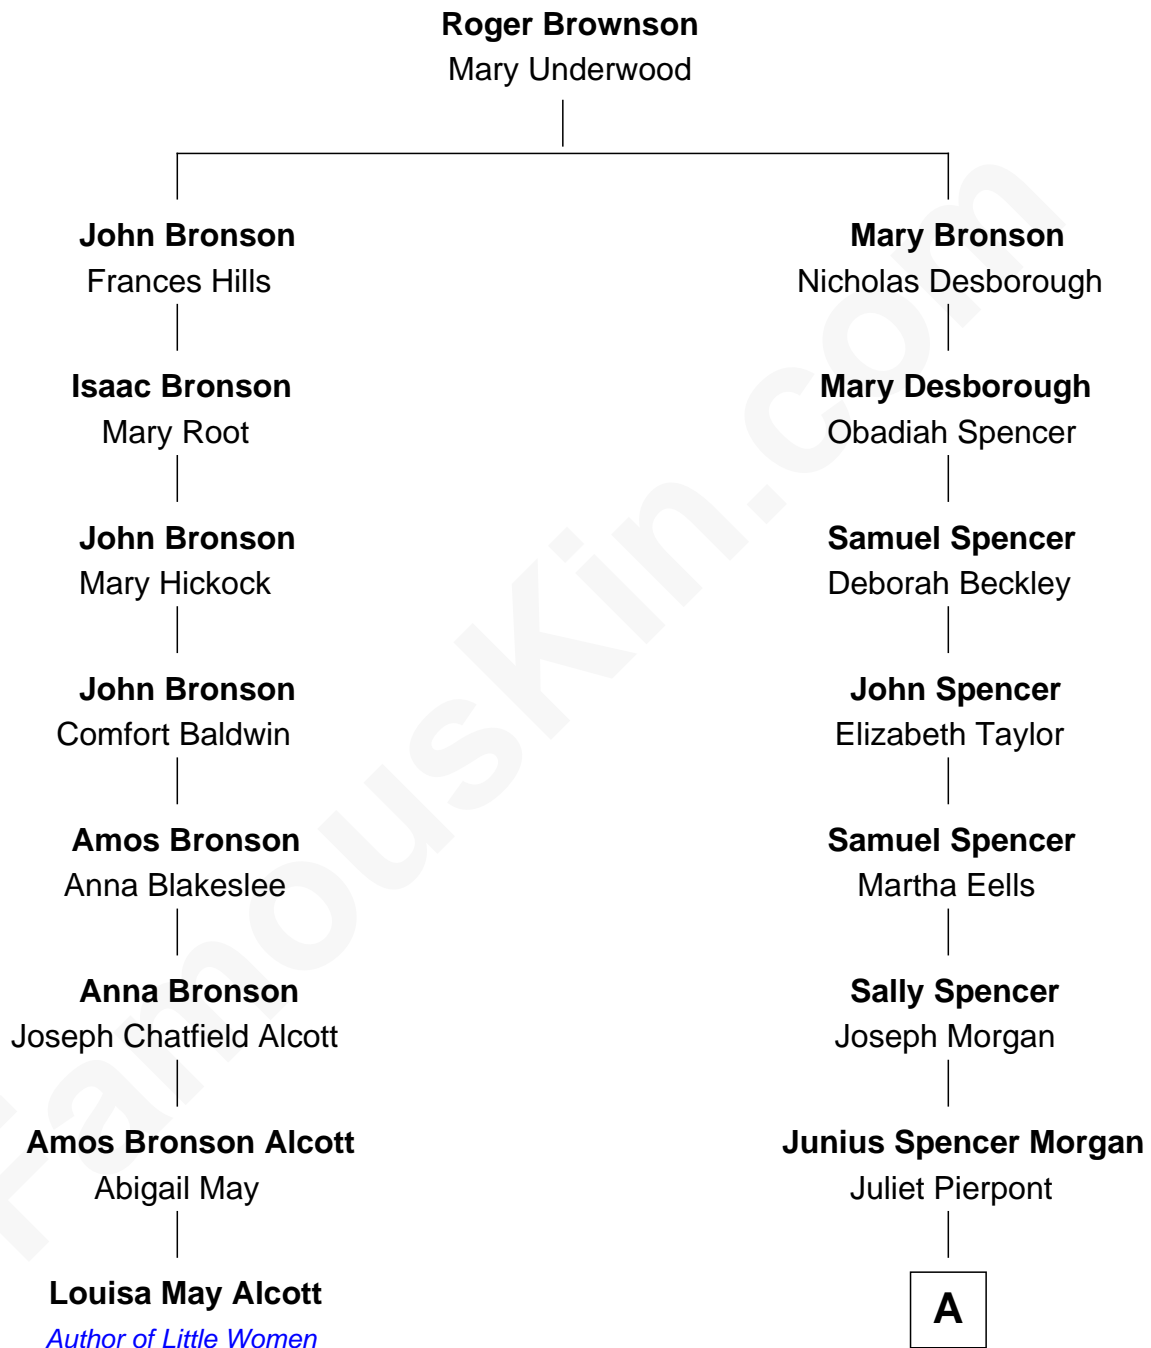 Roger Brownson
Mary Underwood
John Bronson
Frances Hills
Isaac Bronson
Mary Root
John Bronson
Mary Hickock
John Bronson
Comfort Baldwin
Amos Bronson
Anna Blakeslee
Anna Bronson
Joseph Chatfield Alcott
Amos Bronson Alcott
Abigail May
Louisa May Alcott
Author of Little Women
Mary Bronson
Nicholas Desborough
Mary Desborough
Obadiah Spencer
Samuel Spencer
Deborah Beckley
John Spencer
Elizabeth Taylor
Samuel Spencer
Martha Eells
Sally Spencer
Joseph Morgan
Junius Spencer Morgan
Juliet Pierpont
A
FamousKin.com